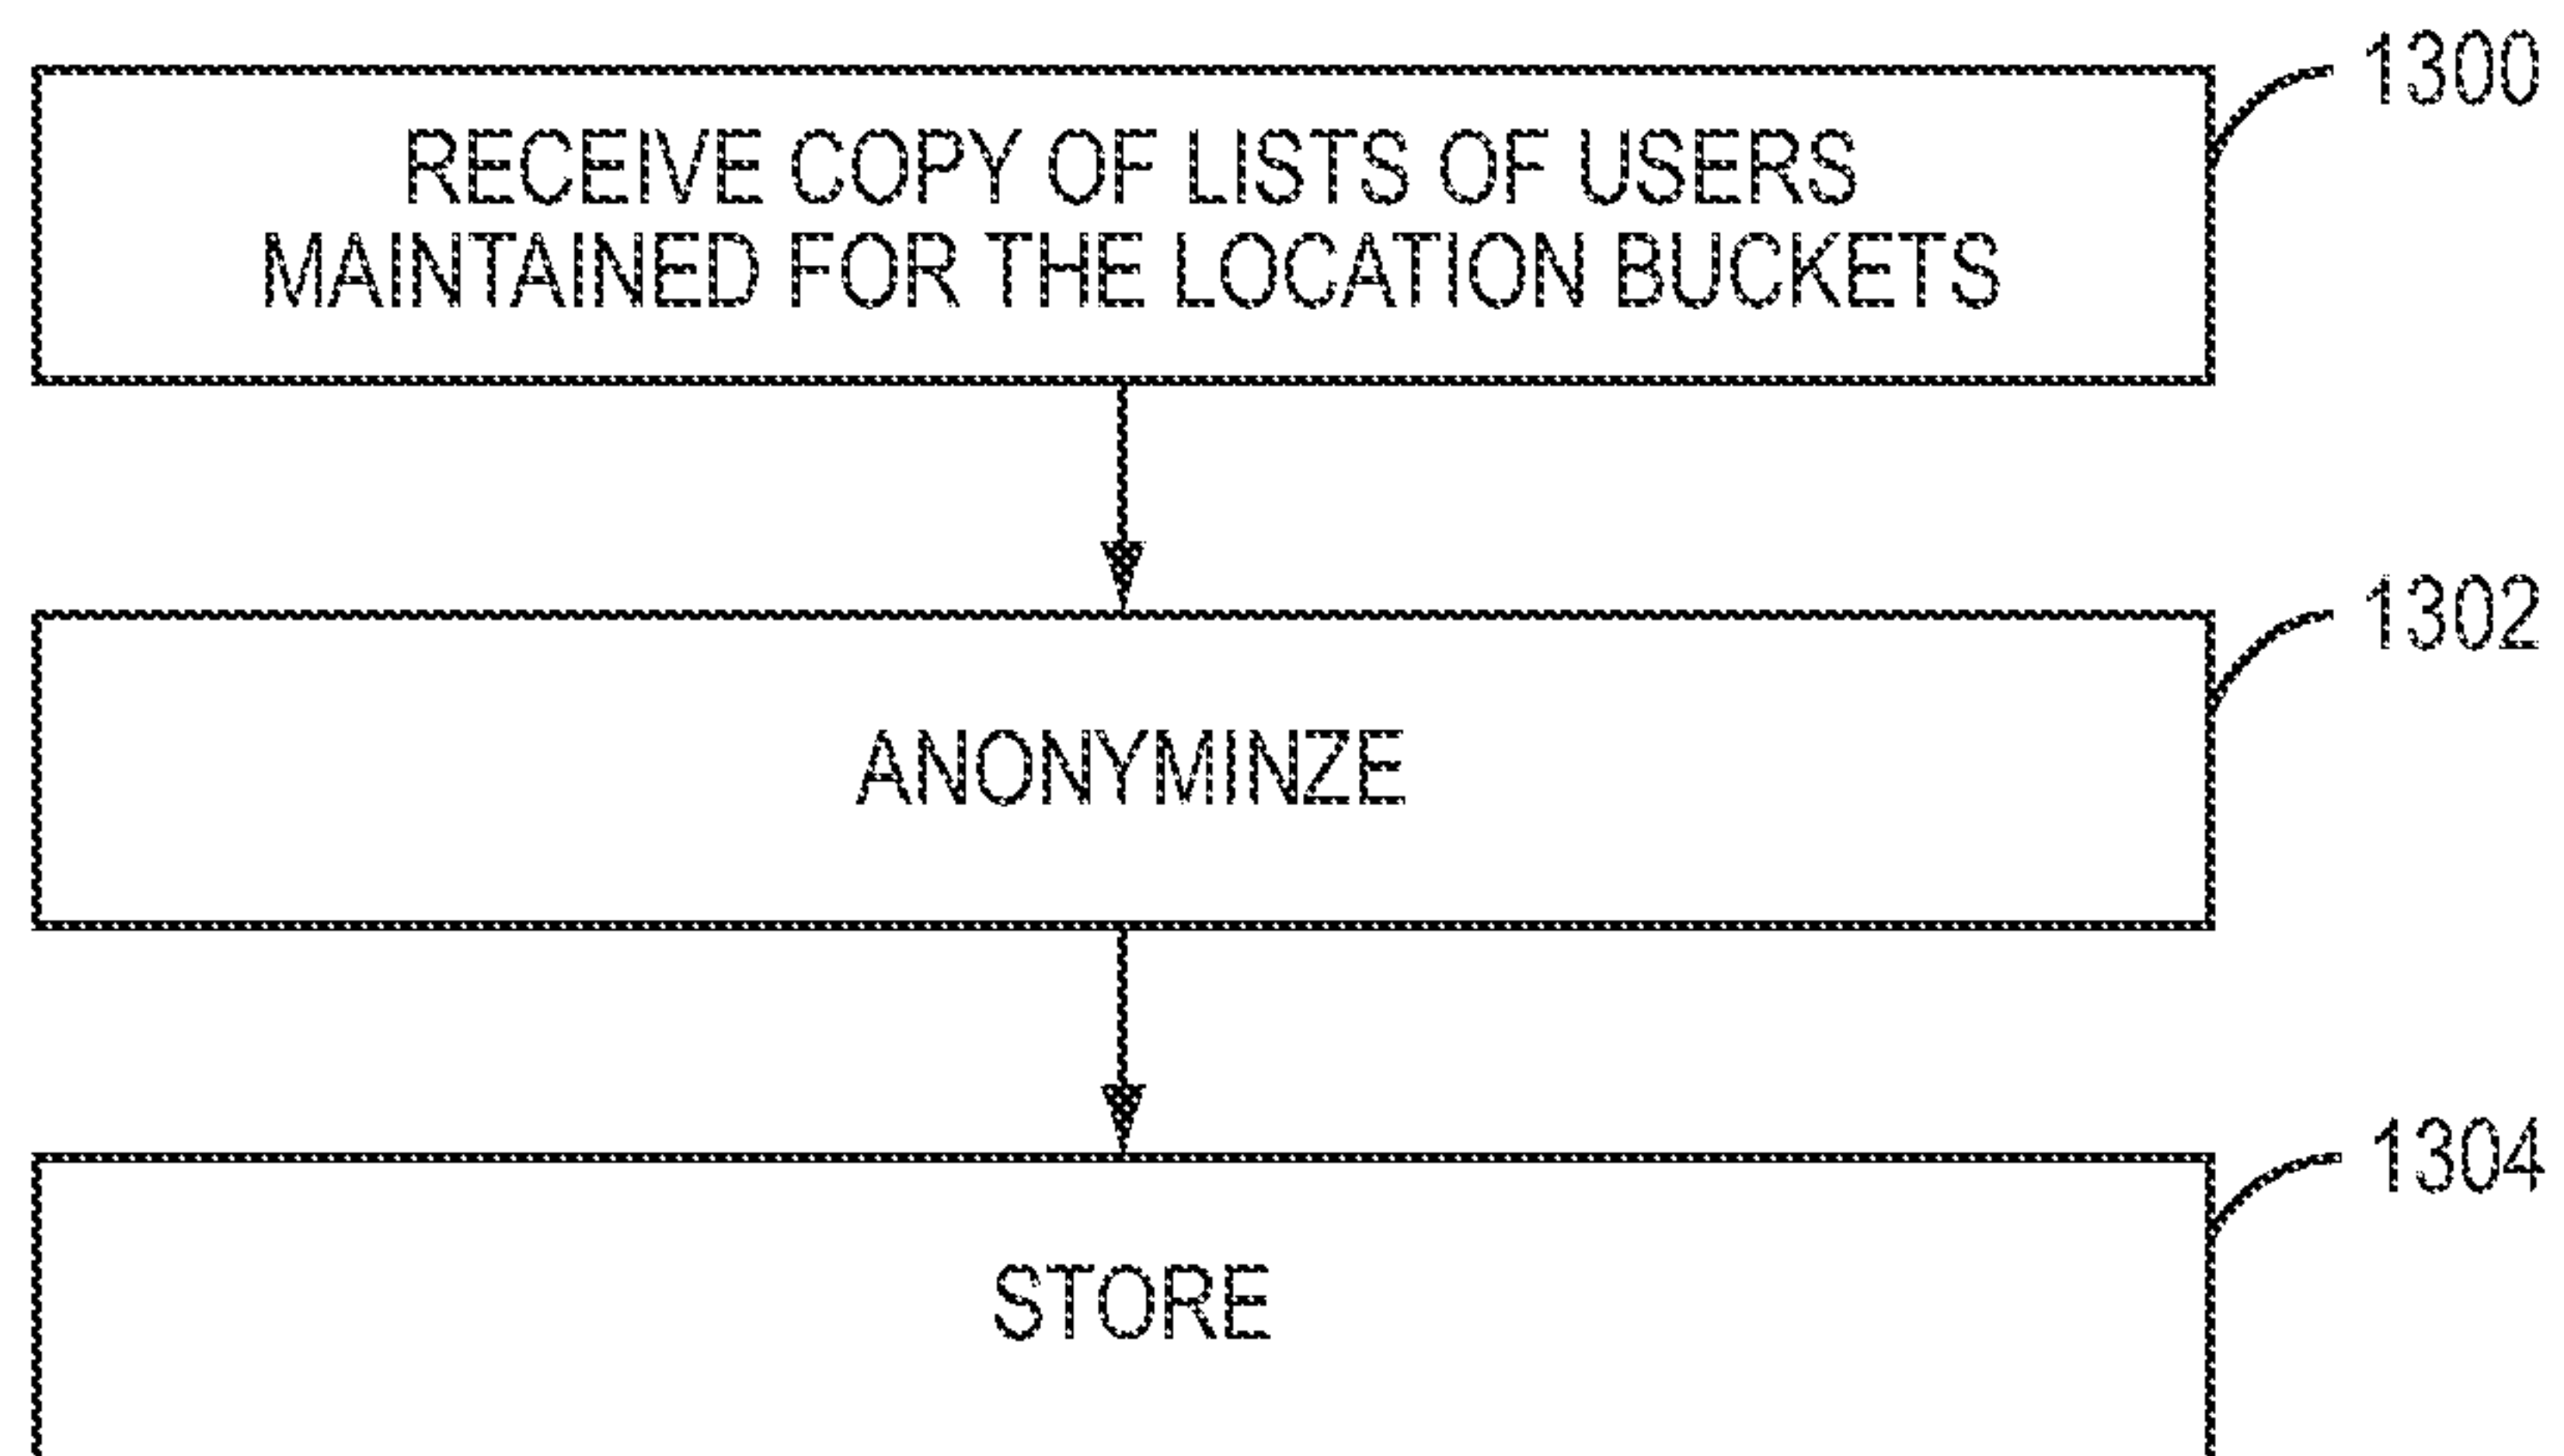 1300
RECEIVE COPY OF LISTS OF USERS
MAINTAINED FOR THE LOCATION BUCKETS
1302
ANONYMINZE
1304
STORE